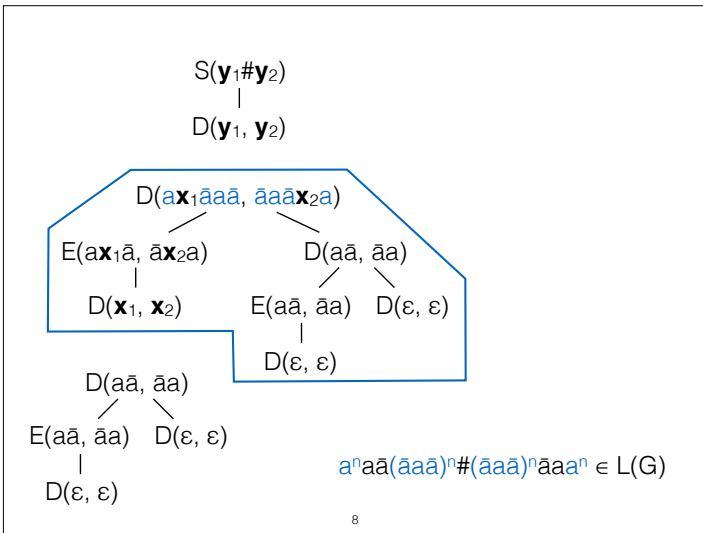 S(y₁#y₂)
D(y₁, y₂)
D(ax₁āaā, āaāx₂a)
E(ax₁ā, āx₂a) D(aā, āa)
D(x₁, x₂) E(aā, āa) D(ε, ε)
D(ε, ε)
D(aā, āa)
E(aā, āa) D(ε, ε)
D(ε, ε)
aⁿaā(āaā)ⁿ#(āaā)ⁿāaaⁿ ∈ L(G)
8